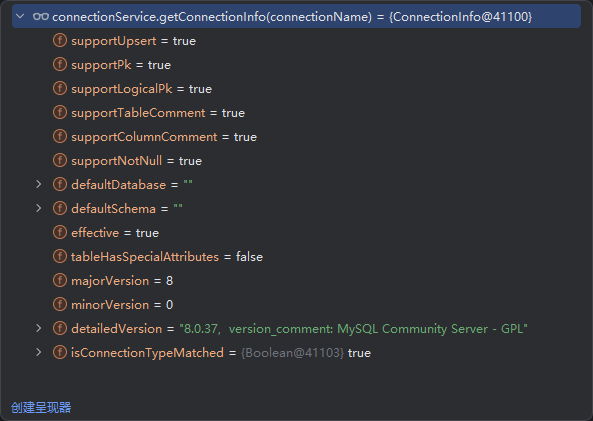 connectionService.getConnectionInfo(connectionName) = {ConnectionInfo@41100}
f supportUpsert = true
f supportPk = true
f supportLogicalPk = true
f supportTableComment = true
f supportColumnComment = true
f supportNotNull = true
f defaultDatabase = ""
f defaultSchema = ""
f effective = true
f tableHasSpecialAttributes = false
f majorVersion = 8
f minorVersion = 0
f detailedVersion = "8.0.37，version_comment: MySQL Community Server - GPL"
f isConnectionTypeMatched = {Boolean@41103} true
创建呈现器